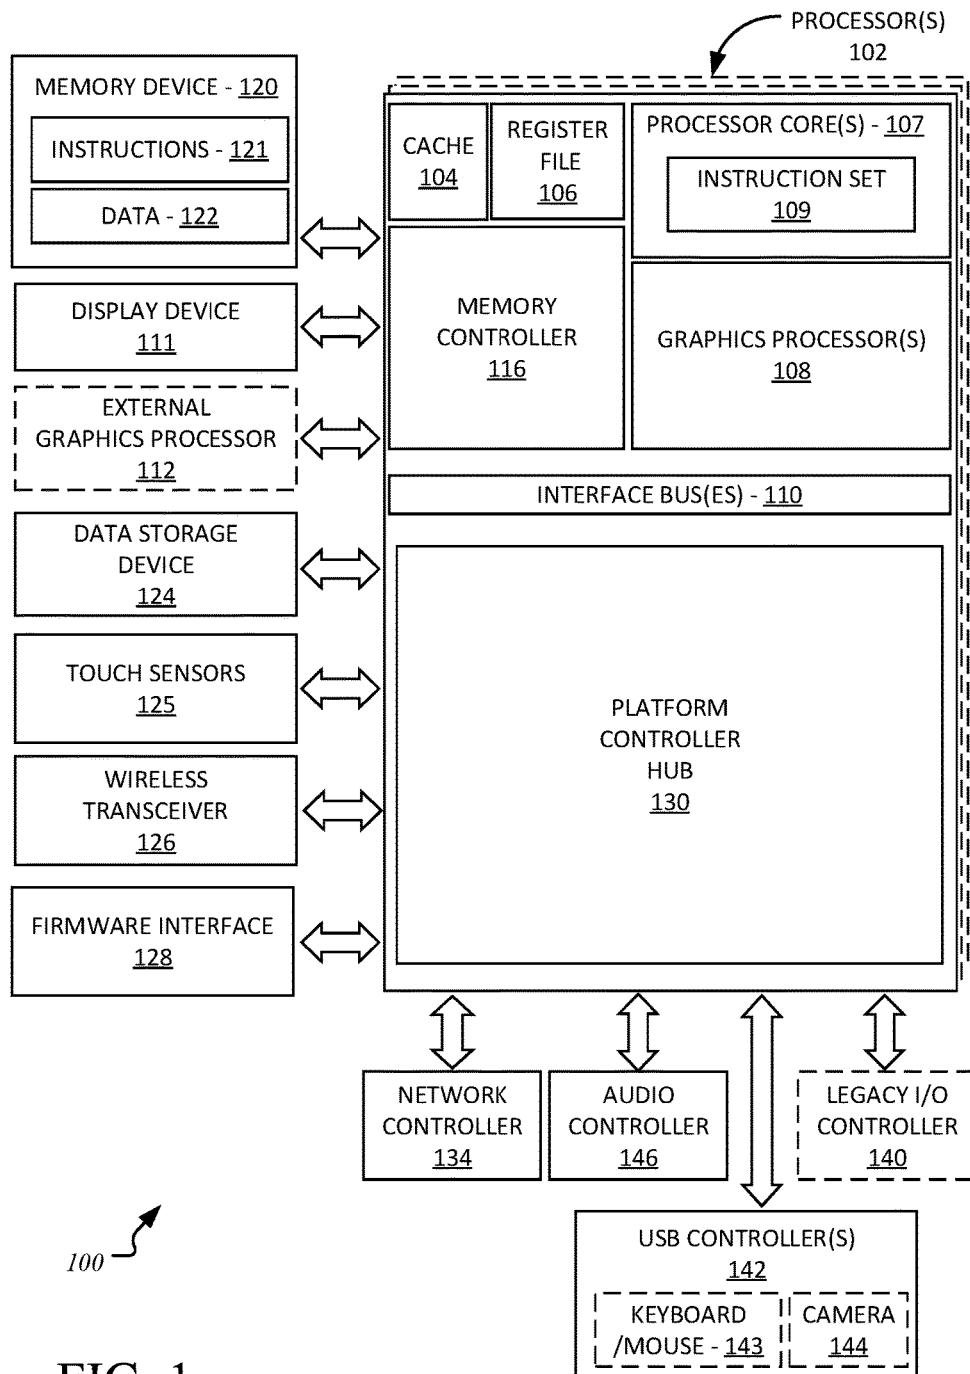 PROCESSOR(S)
102
MEMORY DEVICE - 120
INSTRUCTIONS - 121
DATA - 122
CACHE
104
REGISTER
FILE
106
PROCESSOR CORE(S) - 107
INSTRUCTION SET
109
MEMORY
CONTROLLER
116
GRAPHICS PROCESSOR(S)
108
DISPLAY DEVICE
111
EXTERNAL
GRAPHICS PROCESSOR
112
INTERFACE BUS(ES) - 110
DATA STORAGE
DEVICE
124
TOUCH SENSORS
125
WIRELESS
TRANSCEIVER
126
FIRMWARE INTERFACE
128
PLATFORM
CONTROLLER
HUB
130
NETWORK
CONTROLLER
134
AUDIO
CONTROLLER
146
LEGACY I/O
CONTROLLER
140
USB CONTROLLER(S)
142
KEYBOARD
/MOUSE - 143
CAMERA
144
100
FIG. 1